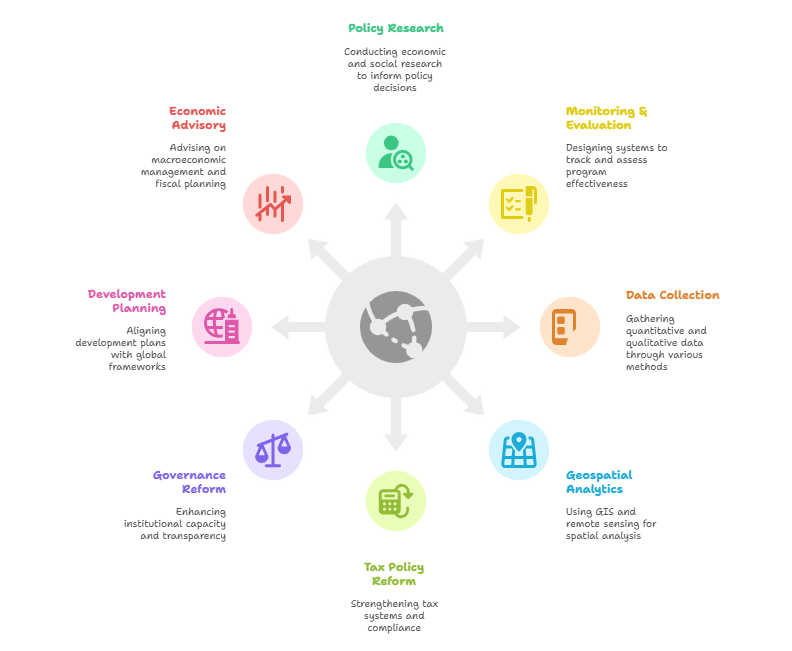 Policy Research
Conducting economic
and social research
to inform policy
decisions
Monitoring &
Evaluation
Designing systems to
track and assess
program
effectiveness
Data Collection
Gathering
quantitative and
qualitative data
through various
methods
Geospatial
Analytics
Using GIS and
remote sensing for
spatial analysis
Tax Policy
Reform
Strengthening tax
systems and
compliance
Governance
Reform
Enhancing
institutional capacity
and transparency
Development
Planning
Aligning
development plans
with global
frameworks
Economic
Advisory
Advising on
macroeconomic
management and
fiscal planning